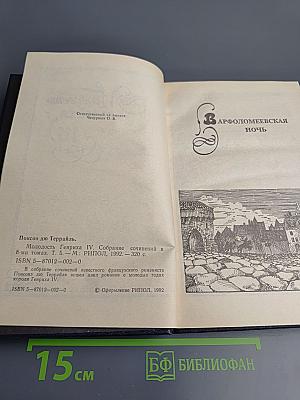 Ответственный за выпуск
Чепурнов О. В.
Понсон дю Террайль.
Молодость Генриха IV. Собрание сочинений в
8-ми томах. Т. 5.—М.: РИПОЛ, 1992.—320 с.
ISBN 5—87012—002—0
В собрание сочинений известного французского романиста
Понсона дю Террайля вошел цикл романов о молодых годах
короля Генриха IV.
ISBN 5—87012—002—0
© Оформление РИПОЛ, 1992
ВАРФОЛОМЕЕВСКАЯ
НОЧЬ
15 см
БФ БИБЛИОФАН